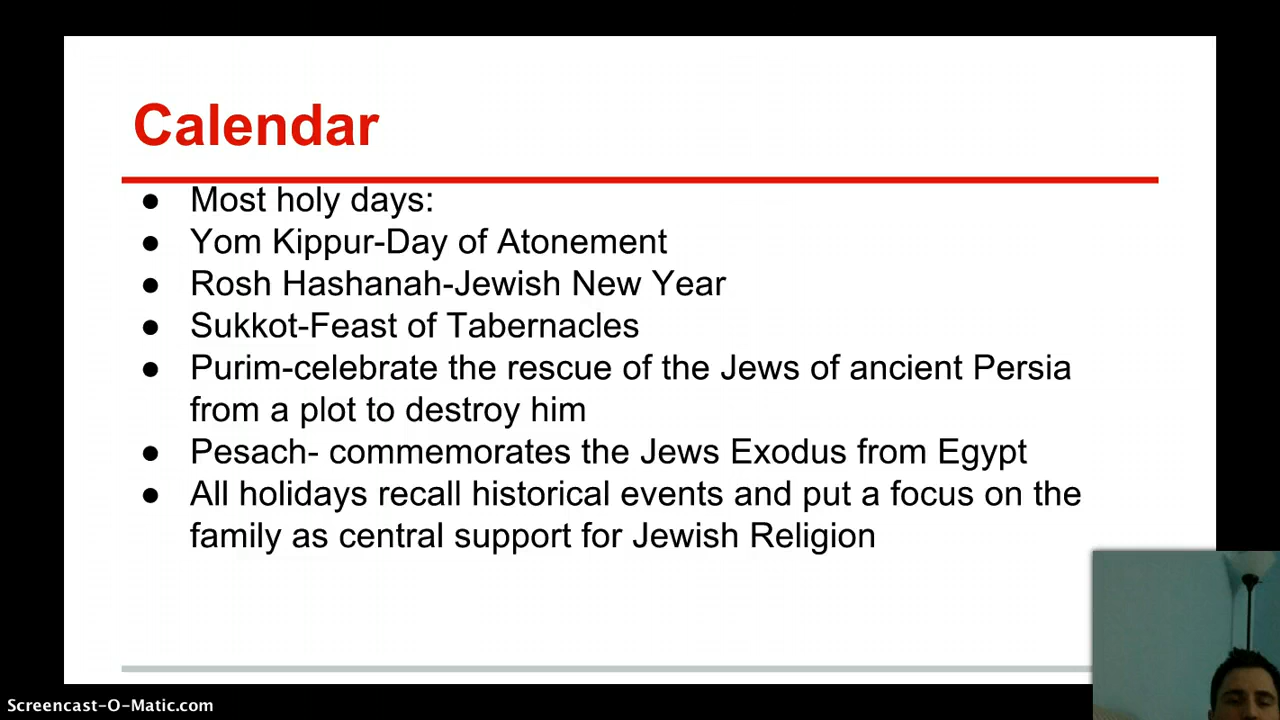 Calendar
● Most holy days:
● Yom Kippur-Day of Atonement
● Rosh Hashanah-Jewish New Year
● Sukkot-Feast of Tabernacles
● Purim-celebrate the rescue of the Jews of ancient Persia
from a plot to destroy him
● Pesach- commemorates the Jews Exodus from Egypt
● All holidays recall historical events and put a focus on the
family as central support for Jewish Religion
Screencast-O-Matic.com